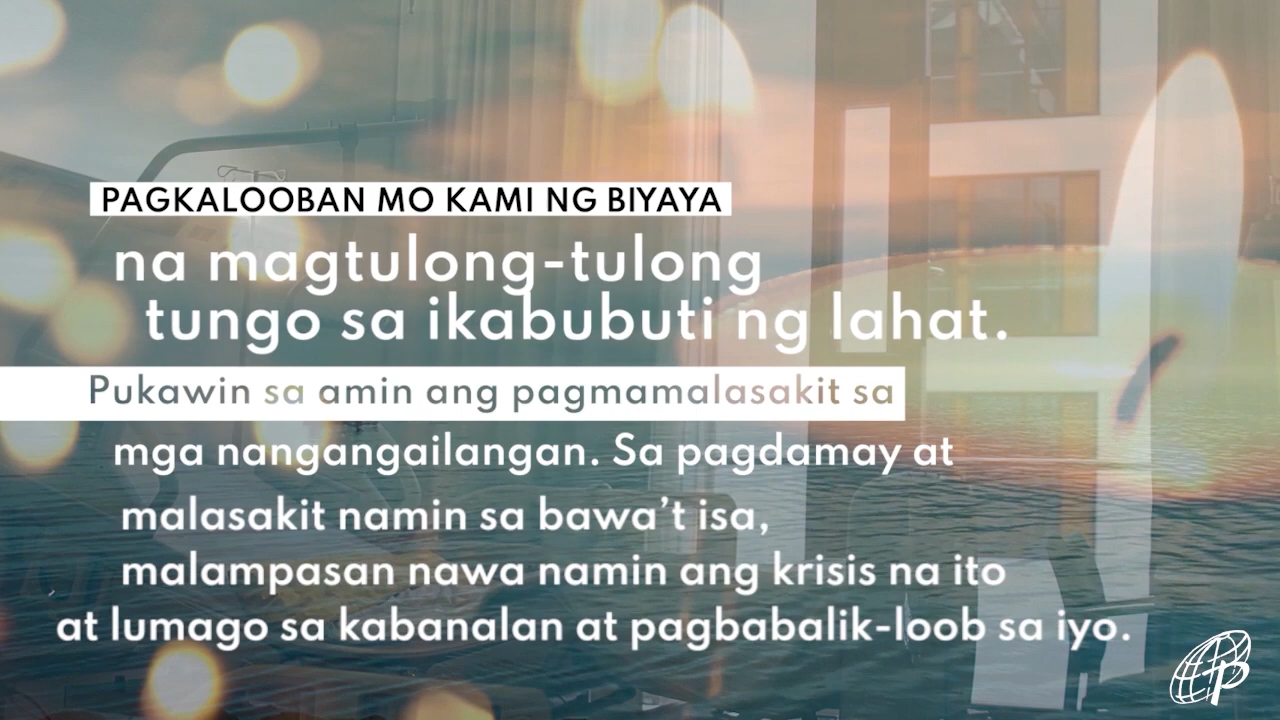 PAGKALOOBAN MO KAMI NG BIYAYA
na magtulong-tulong
tungo sa ikabubuti ng lahat.
Pukawin sa amin ang pagmamalasakit sa
mga nangangailangan. Sa pagdamay at
malasakit namin sa bawa’t isa,
malampasan nawa namin ang krisis na ito
at lumago sa kabanalan at pagbabalik-loob sa iyo.